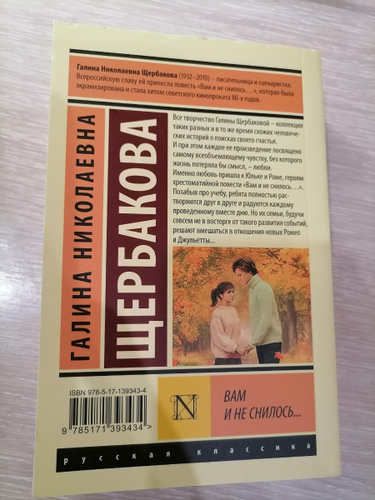 Галина Николаевна Щербакова (1932–2010) – писательница и сценаристка.
Всероссийскую славу ей принесла повесть «Вам и не снилось…», которая была
экранизирована и стала хитом советского кинопроката 80-х годов.
ГАЛИНА НИКОЛАЕВНА
ЩЕРБАКОВА
Все творчество Галины Щербаковой – коллекция
таких разных и в то же время схожих человечес-
ких историй о поисках своего счастья.
И при этом каждое ее произведение посвящено
самому всеобъемлющему чувству, без которого
жизнь потеряла бы смысл, – любви.
Именно любовь пришла к Юльке и Роме, героям
хрестоматийной повести «Вам и не снилось…».
Позабыв про учебу, ребята полностью рас-
творяются друг в друге и радуются каждому
проведенному вместе дню. Но их семьи, будучи
совсем не в восторге от такого развития событий,
решают вмешаться в отношения новых Ромео
и Джульетты...
ISBN 978-5-17-139343-4
9 785171 393434 >
N
ВАМ
И НЕ СНИЛОСЬ...
русская классика